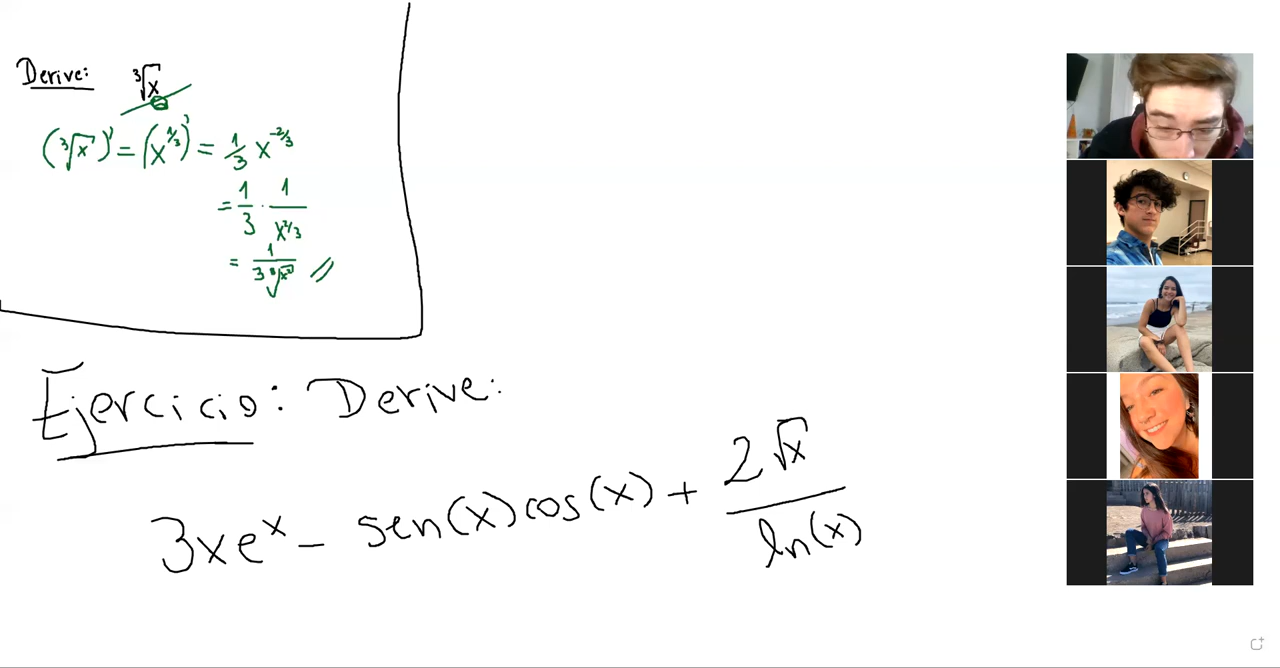 Derive: ∛x
(∛x)' = (x^{1/3})' = 1/3 x^{-2/3}
= 1/3 · 1/x^{2/3}
= 1/(3∛x²) //
Ejercicio: Derive:
3xe^x - sen(x)cos(x) + 2√x/ln(x)